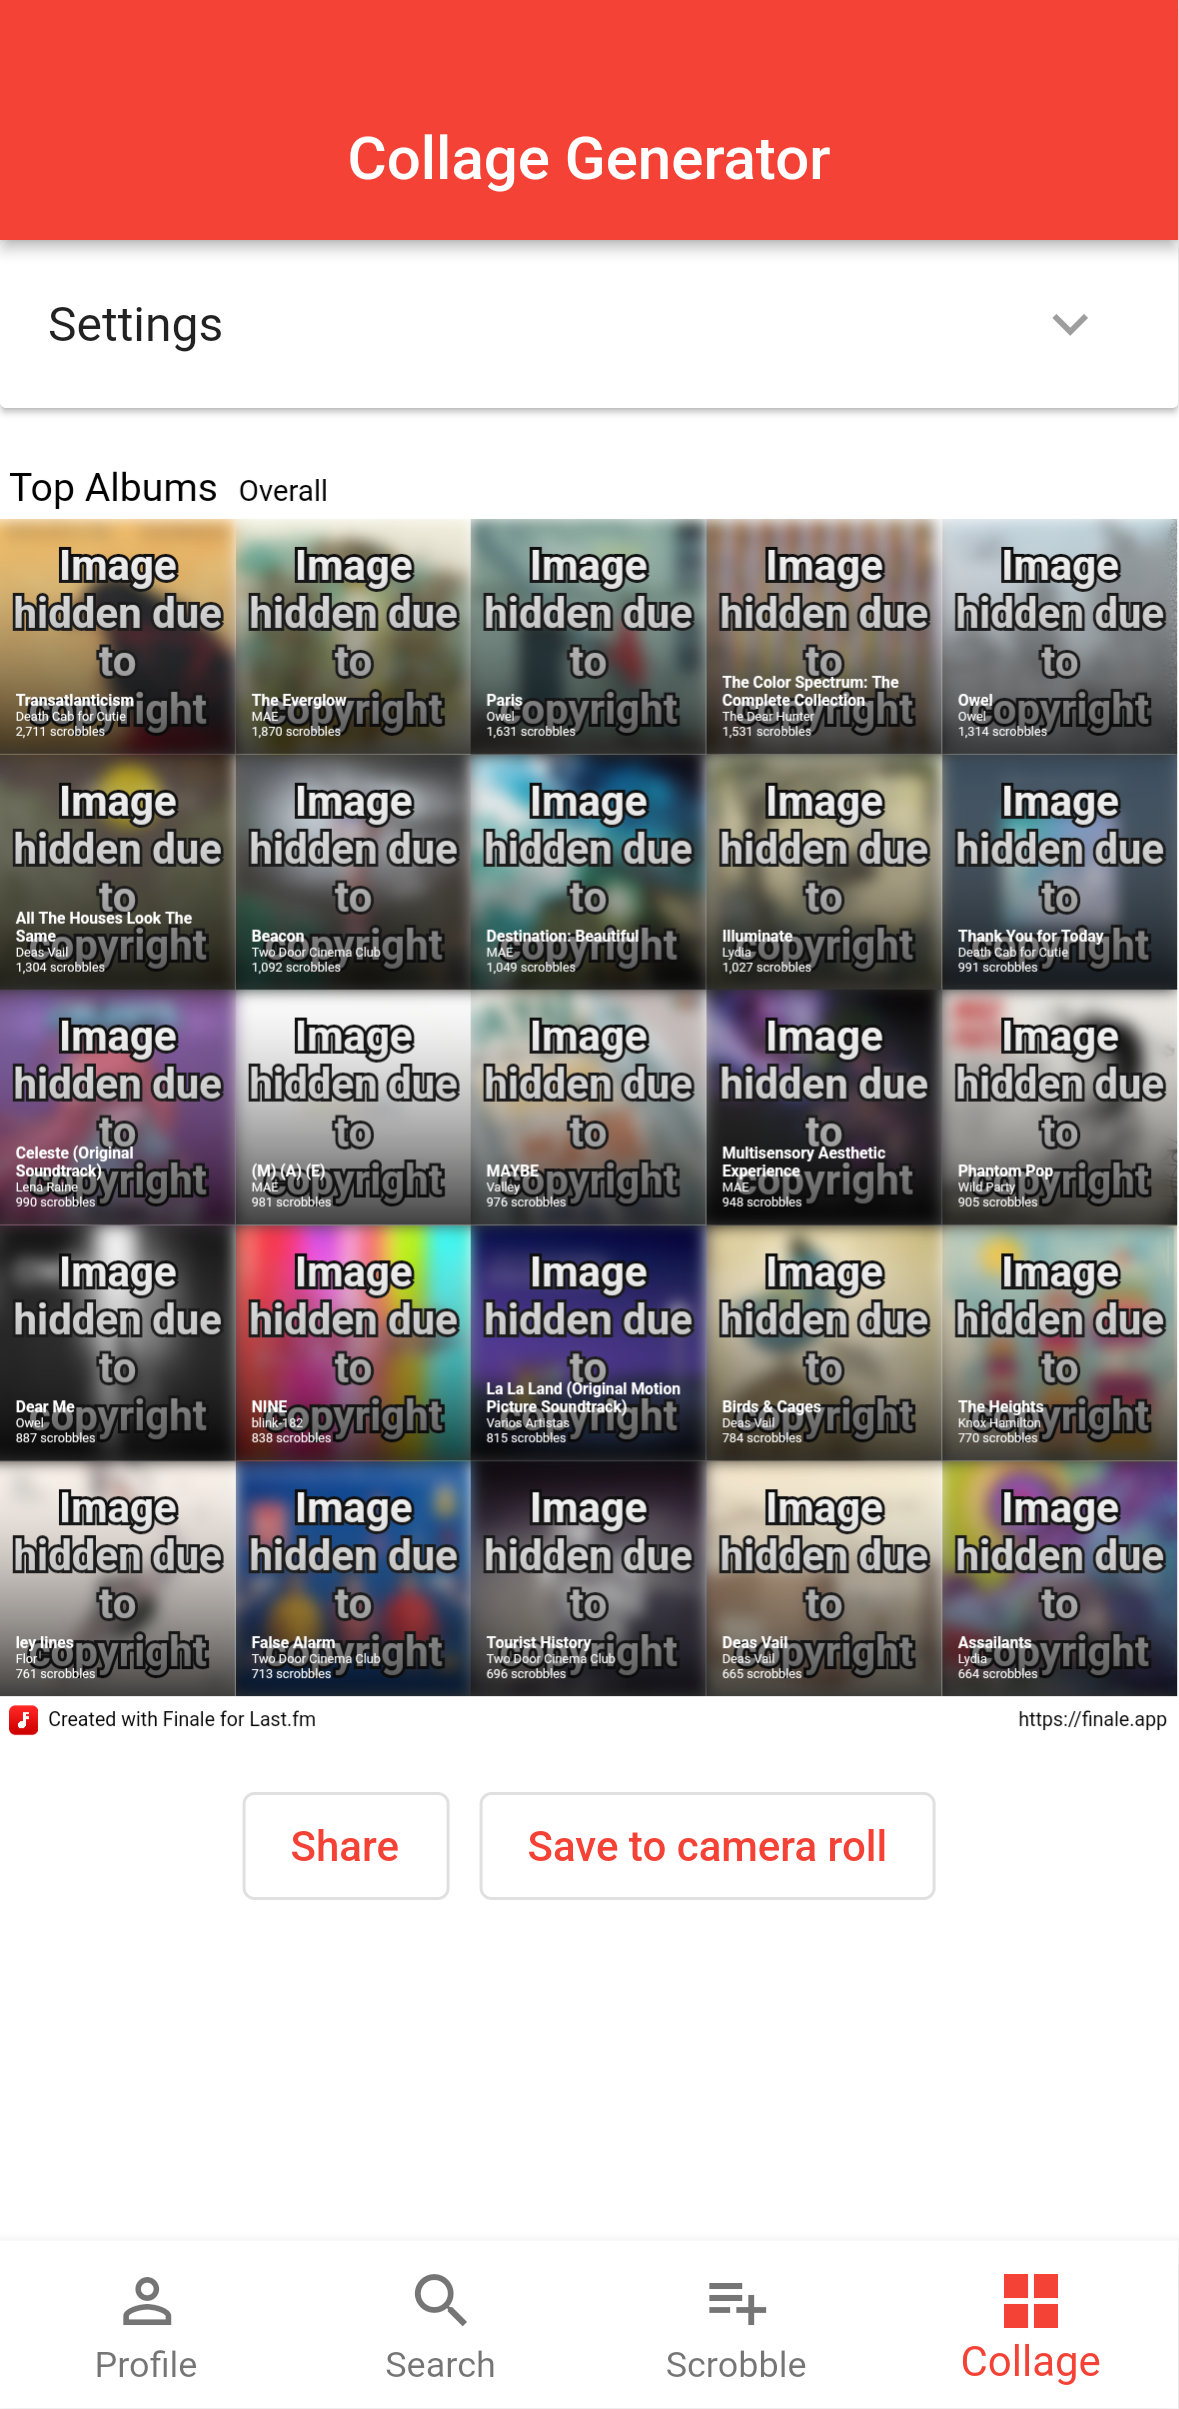 Collage Generator
Settings
Top Albums Overall
Image
hidden due
to
copyright
Transatlanticism
Death Cab for Cutie
2,711 scrobbles
Image
hidden due
to
copyright
The Everglow
MAE
1,870 scrobbles
Image
hidden due
to
copyright
Paris
Owel
1,631 scrobbles
Image
hidden due
to
copyright
The Color Spectrum: The
Complete Collection
The Dear Hunter
1,531 scrobbles
Image
hidden due
to
copyright
Owel
Owel
1,314 scrobbles
Image
hidden due
to
copyright
All The Houses Look The
Same
Deas Vail
1,304 scrobbles
Image
hidden due
to
copyright
Beacon
Two Door Cinema Club
1,092 scrobbles
Image
hidden due
to
copyright
Destination: Beautiful
MAE
1,049 scrobbles
Image
hidden due
to
copyright
Illuminate
Lydia
1,027 scrobbles
Image
hidden due
to
copyright
Thank You for Today
Death Cab for Cutie
991 scrobbles
Image
hidden due
to
copyright
Celeste (Original
Soundtrack)
Lena Raine
990 scrobbles
Image
hidden due
to
copyright
(M) (A) (E)
MAE
981 scrobbles
Image
hidden due
to
copyright
MAYBE
Valley
976 scrobbles
Image
hidden due
to
copyright
Multisensory Aesthetic
Experience
MAE
948 scrobbles
Image
hidden due
to
copyright
Phantom Pop
Wild Party
905 scrobbles
Image
hidden due
to
copyright
Dear Me
Owel
887 scrobbles
Image
hidden due
to
copyright
NINE
blink-182
838 scrobbles
Image
hidden due
to
copyright
La La Land (Original Motion
Picture Soundtrack)
Varios Artistas
815 scrobbles
Image
hidden due
to
copyright
Birds & Cages
Deas Vail
784 scrobbles
Image
hidden due
to
copyright
The Heights
Knox Hamilton
770 scrobbles
Image
hidden due
to
copyright
ley lines
Flor
761 scrobbles
Image
hidden due
to
copyright
False Alarm
Two Door Cinema Club
713 scrobbles
Image
hidden due
to
copyright
Tourist History
Two Door Cinema Club
696 scrobbles
Image
hidden due
to
copyright
Deas Vail
Deas Vail
665 scrobbles
Image
hidden due
to
copyright
Assailants
Lydia
664 scrobbles
Created with Finale for Last.fm https://finale.app
Share Save to camera roll
Profile Search Scrobble Collage